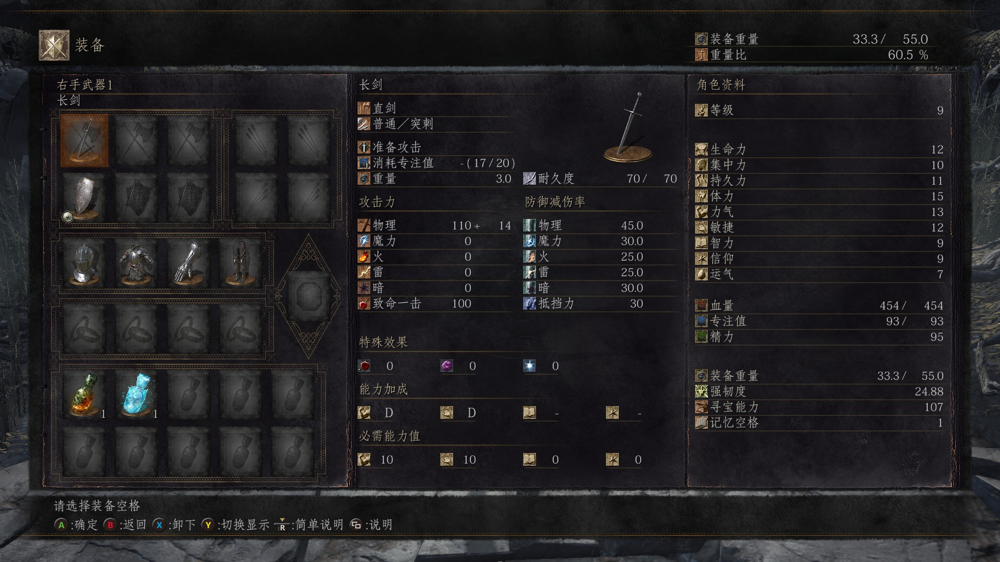 装备
装备重量 33.3/ 55.0
重量比 60.5 %
右手武器1
长剑
1
1
长剑
直剑
普通／突刺
准备攻击
消耗专注值 -(17/20)
重量 3.0 耐久度 70/ 70
攻击力 防御减伤率
物理 110+ 14 物理 45.0
魔力 0 魔力 30.0
火 0 火 25.0
雷 0 雷 25.0
暗 0 暗 30.0
致命一击 100 抵挡力 30
特殊效果
0 0 0
能力加成
D D - -
必需能力值
10 10 0 0
角色资料
等级 9
生命力 12
集中力 10
持久力 11
体力 15
力气 13
敏捷 12
智力 9
信仰 9
运气 7
血量 454/ 454
专注值 93/ 93
精力 95
装备重量 33.3/ 55.0
强韧度 24.88
寻宝能力 107
记忆空格 1
请选择装备空格
A:确定 B:返回 X:卸下 Y:切换显示 R:简单说明 :说明